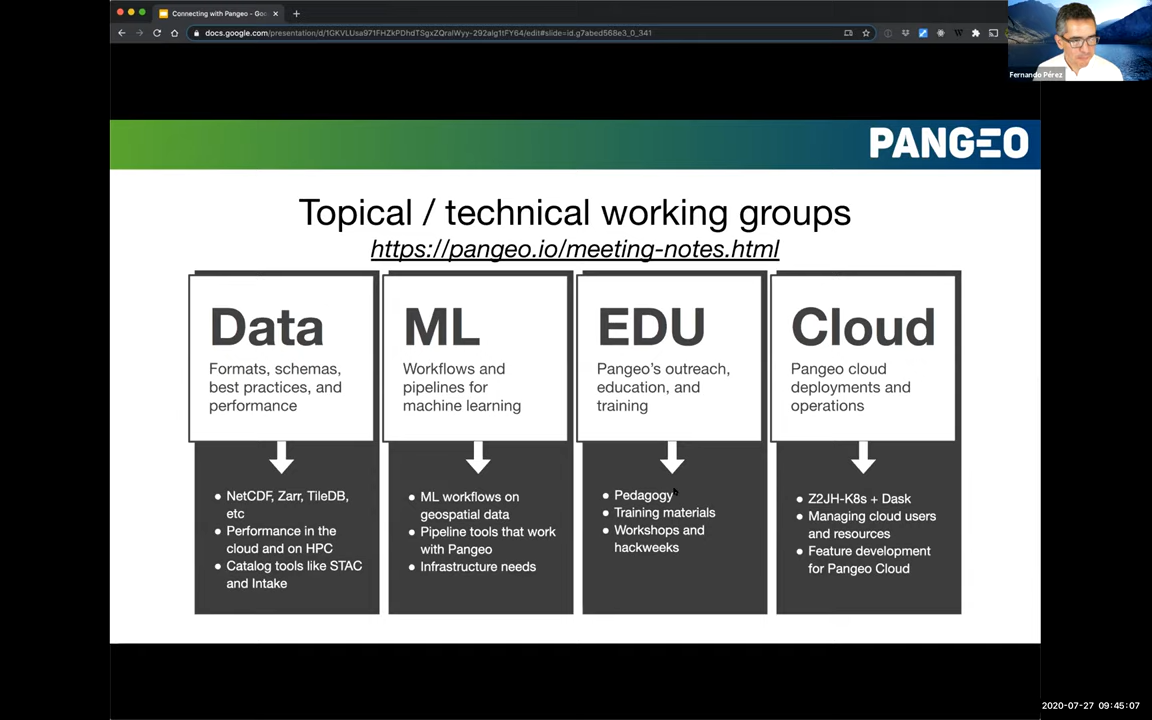 Connecting with Pangeo - Goo
docs.google.com/presentation/d/1GKVLUsa971FHZkPDhdTSgxZQralWyy-292alg1tFY64/edit#slide=id.g7abed568e3_0_341
Fernando Pérez
PANGEO
Topical / technical working groups
https://pangeo.io/meeting-notes.html
Data
Formats, schemas,
best practices, and
performance
NetCDF, Zarr, TileDB,
etc
Performance in the
cloud and on HPC
Catalog tools like STAC
and Intake
ML
Workflows and
pipelines for
machine learning
ML workflows on
geospatial data
Pipeline tools that work
with Pangeo
Infrastructure needs
EDU
Pangeo’s outreach,
education, and
training
Pedagogy
Training materials
Workshops and
hackweeks
Cloud
Pangeo cloud
deployments and
operations
Z2JH-K8s + Dask
Managing cloud users
and resources
Feature development
for Pangeo Cloud
2020-07-27 09:45:07